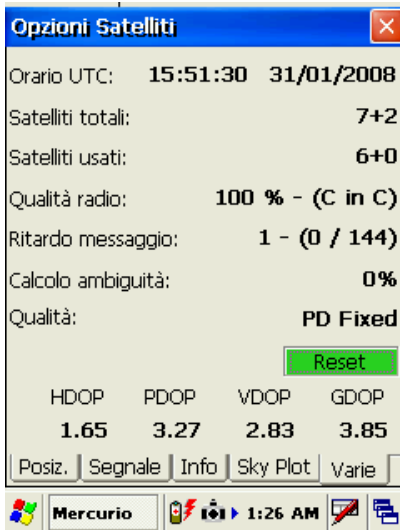 Opzioni Satelliti
Orario UTC: 15:51:30 31/01/2008
Satelliti totali: 7+2
Satelliti usati: 6+0
Qualità radio: 100 % - (C in C)
Ritardo messaggio: 1 - (0 / 144)
Calcolo ambiguità: 0%
Qualità: PD Fixed
Reset
HDOP PDOP VDOP GDOP
1.65 3.27 2.83 3.85
Posiz. Segnale Info Sky Plot Varie
Mercurio 1:26 AM